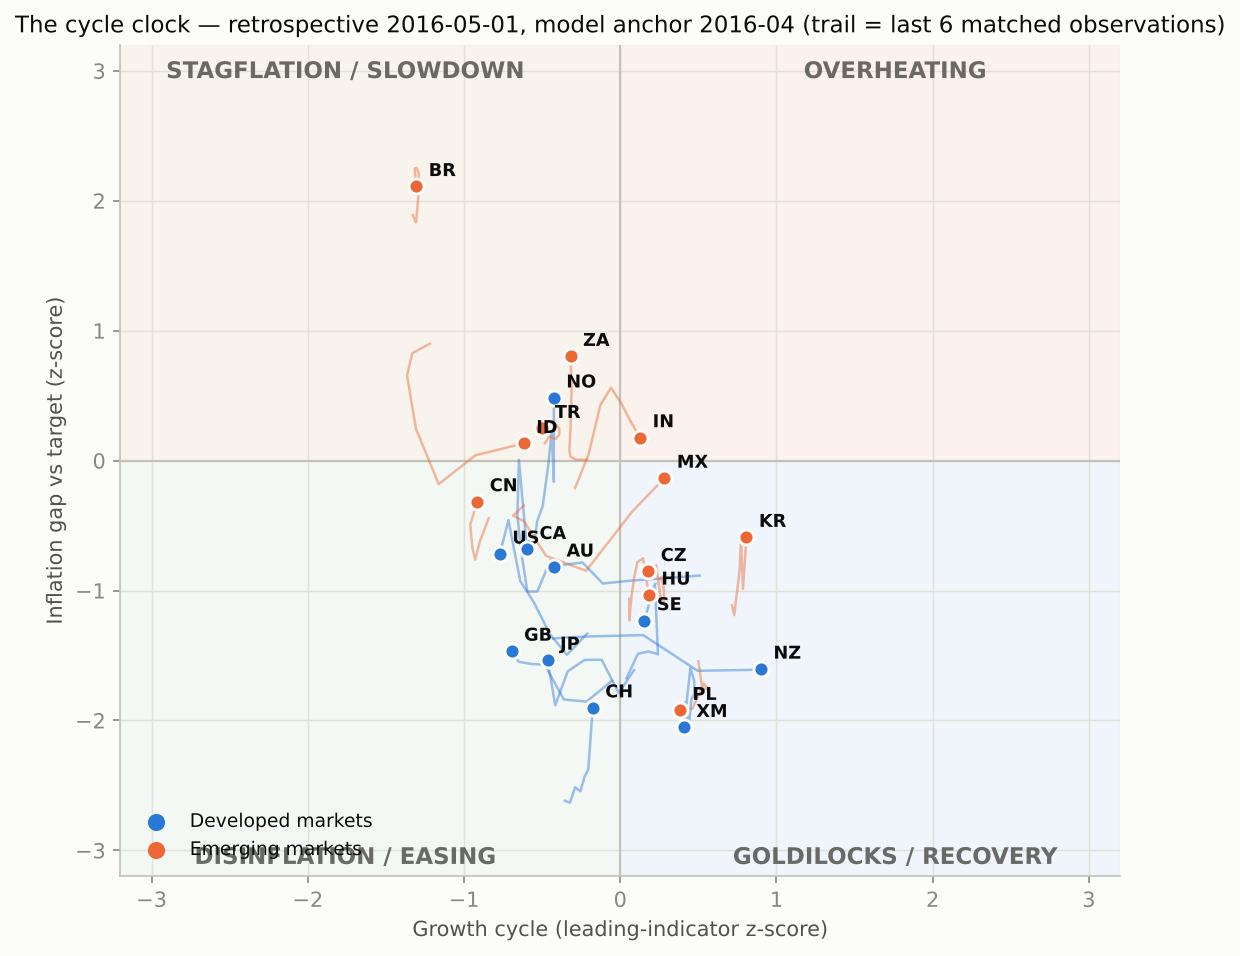 The cycle clock — retrospective 2016-05-01, model anchor 2016-04 (trail = last 6 matched observations)
STAGFLATION / SLOWDOWN
OVERHEATING
BR
ZA
NO
TR
ID
IN
MX
CN
KR
US
CA
AU
CZ
HU
SE
GB
JP
NZ
CH
PL
XM
Developed markets
Emerging markets
DISINFLATION / EASING
GOLDILOCKS / RECOVERY
3
2
1
0
−1
−2
−3
−3
−2
−1
0
1
2
3
Inflation gap vs target (z-score)
Growth cycle (leading-indicator z-score)